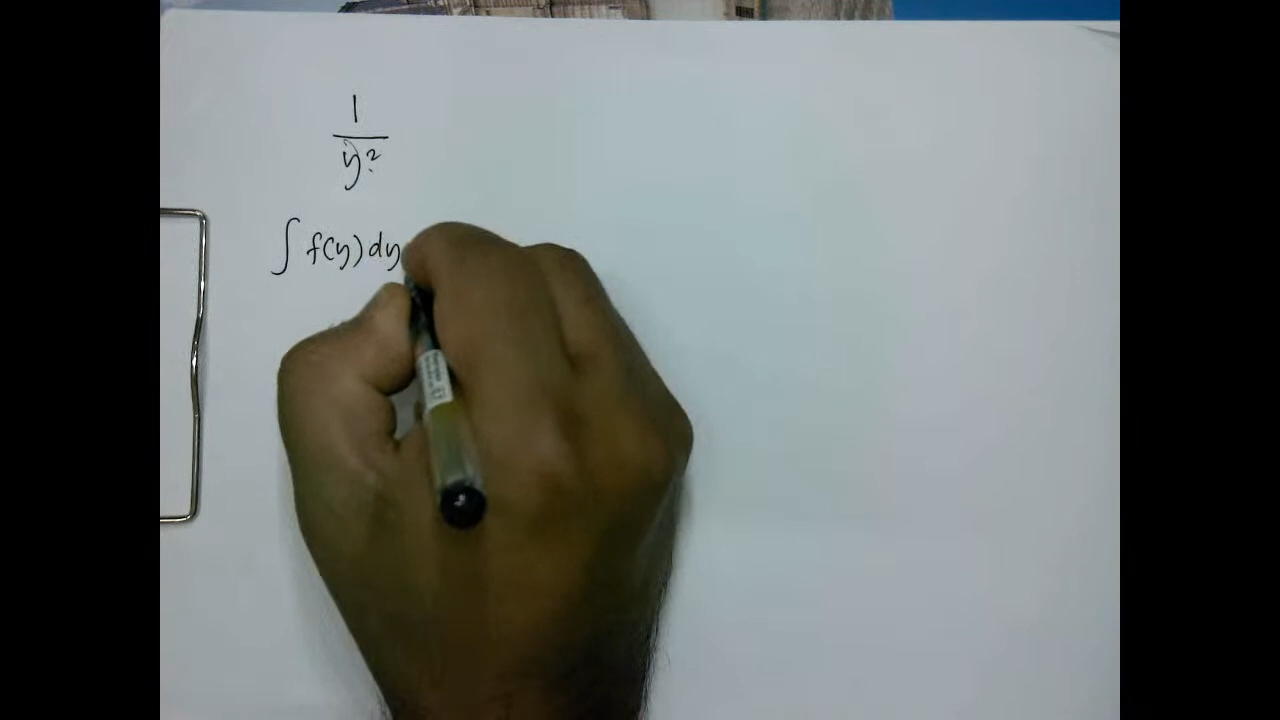 1
y²
∫ f(y) dy